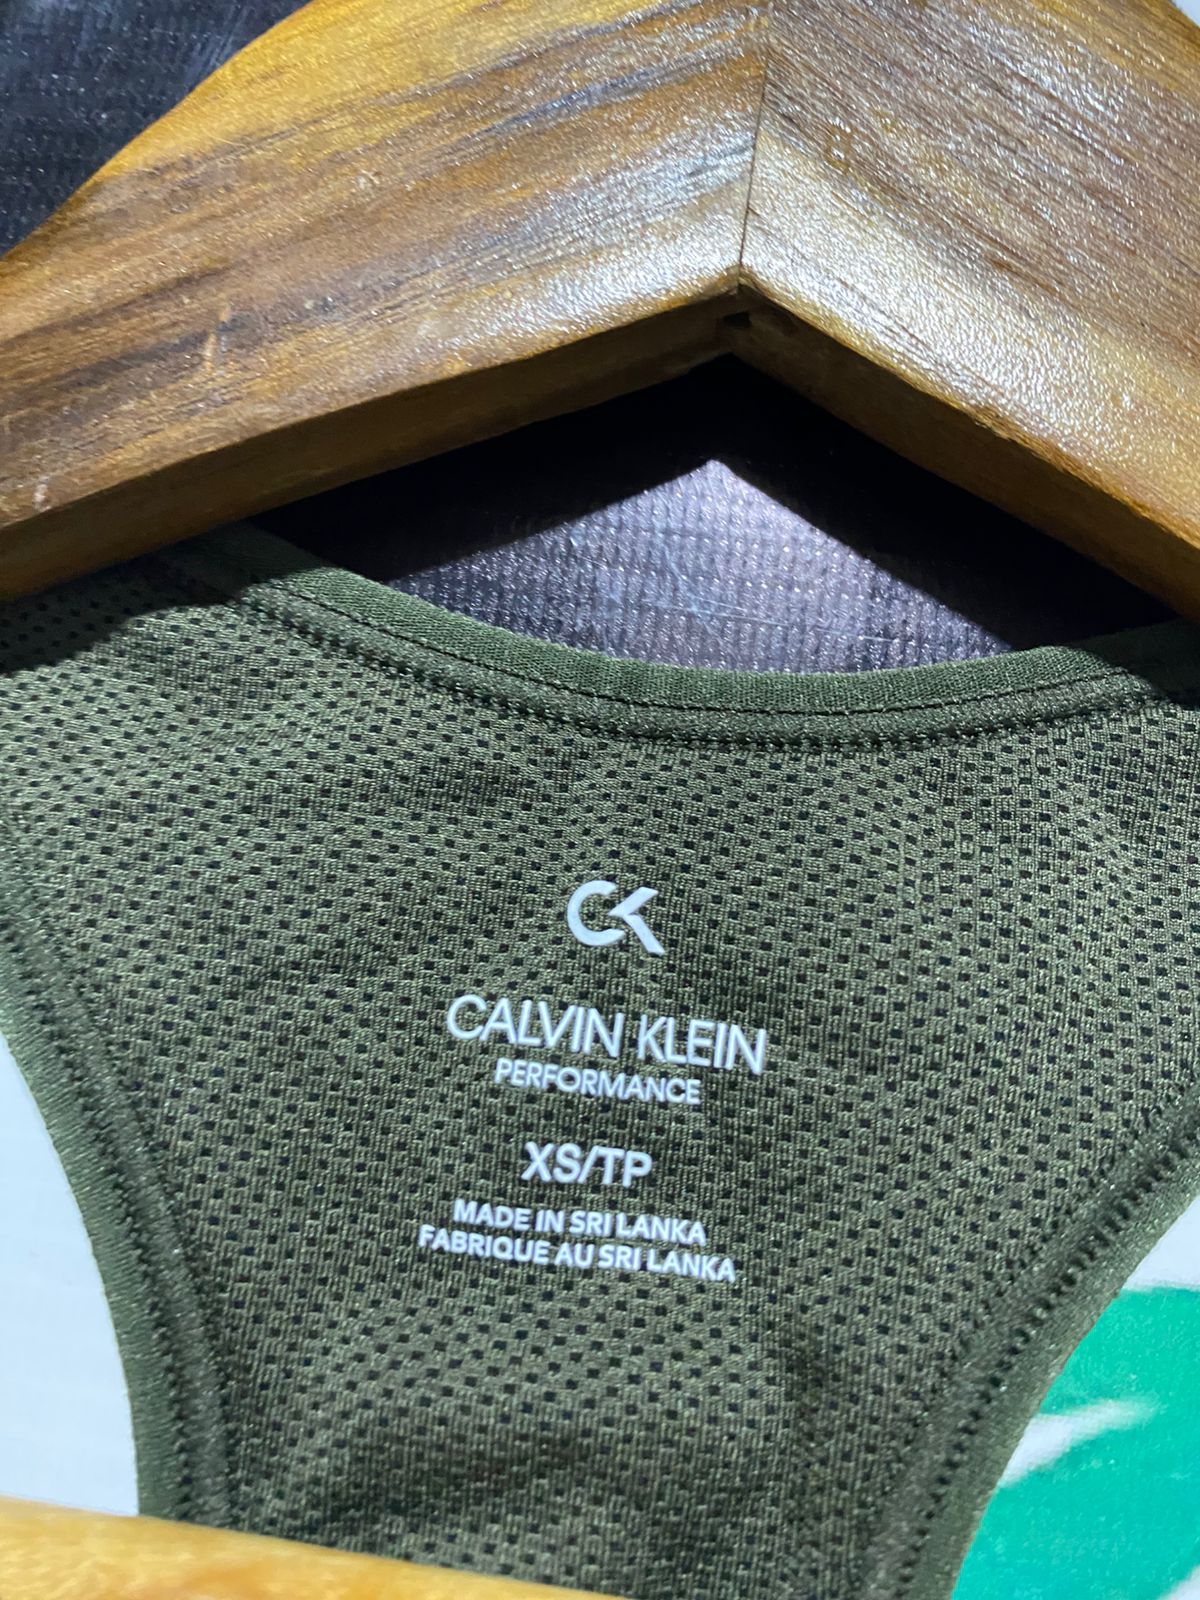 CK
CALVIN KLEIN
PERFORMANCE
XS/TP
MADE IN SRI LANKA
FABRIQUE AU SRI LANKA